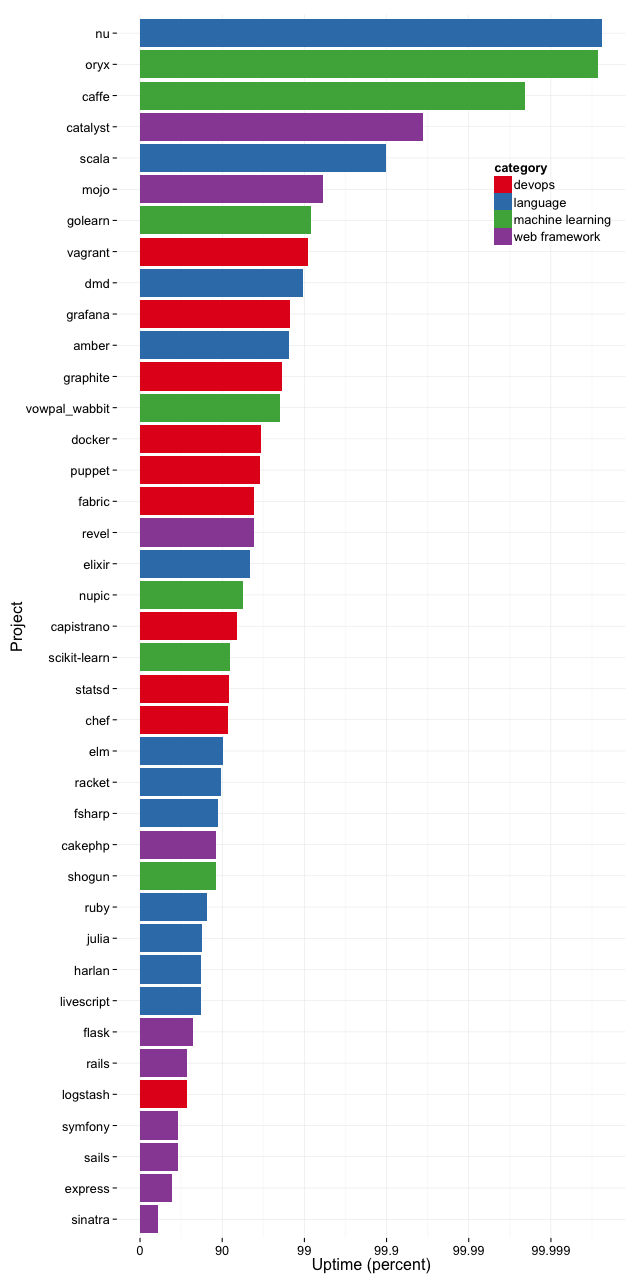 nu
oryx
caffe
catalyst
scala
mojo
golearn
vagrant
dmd
grafana
amber
graphite
vowpal_wabbit
docker
puppet
fabric
revel
elixir
nupic
capistrano
scikit-learn
statsd
chef
elm
racket
fsharp
cakephp
shogun
ruby
julia
harlan
livescript
flask
rails
logstash
symfony
sails
express
sinatra
Project
category
devops
language
machine learning
web framework
0 90 99 99.9 99.99 99.999
Uptime (percent)